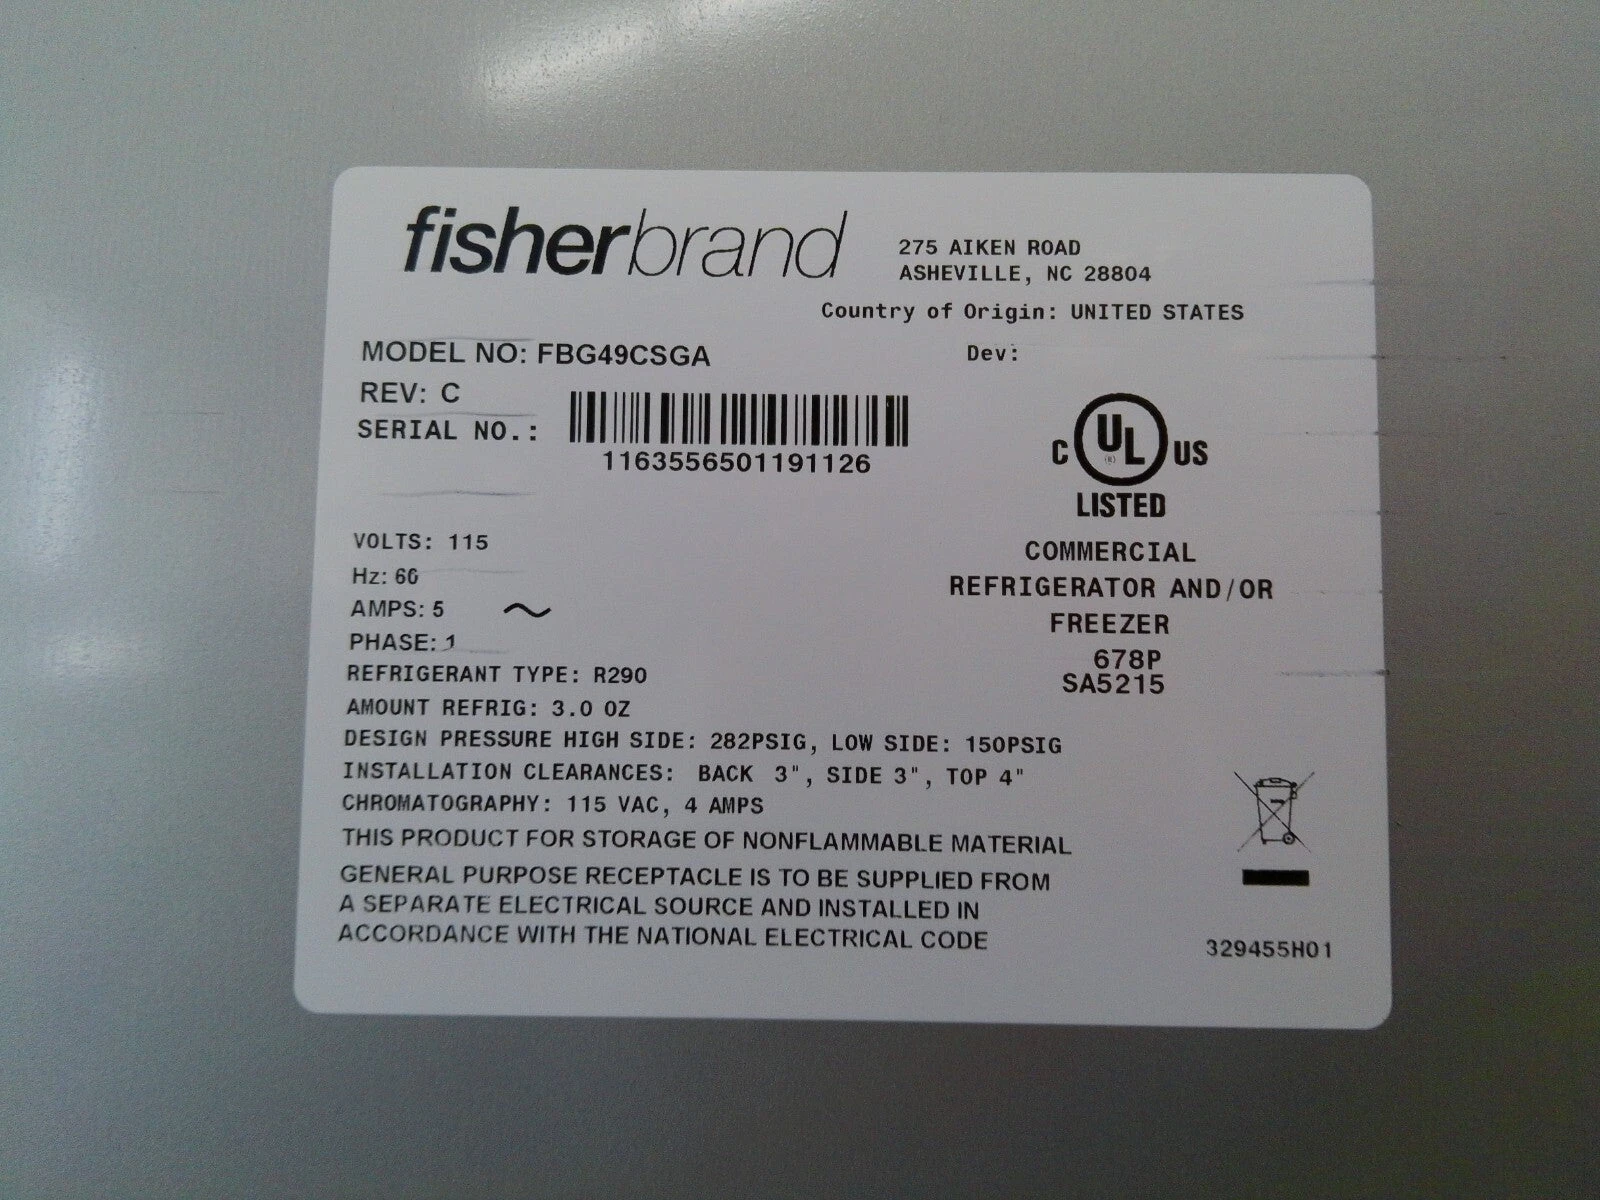 fisherbrand
275 AIKEN ROAD
ASHEVILLE, NC 28804
Country of Origin: UNITED STATES
MODEL NO: FBG49CSGA
Dev:
REV: C
SERIAL NO.:
1163556501191126
C UL US
(R)
LISTED
VOLTS: 115
Hz: 60
AMPS: 5 ~
PHASE: 1
COMMERCIAL
REFRIGERATOR AND/OR
FREEZER
678P
SA5215
REFRIGERANT TYPE: R290
AMOUNT REFRIG: 3.0 OZ
DESIGN PRESSURE HIGH SIDE: 282PSIG, LOW SIDE: 150PSIG
INSTALLATION CLEARANCES: BACK 3", SIDE 3", TOP 4"
CHROMATOGRAPHY: 115 VAC, 4 AMPS
THIS PRODUCT FOR STORAGE OF NONFLAMMABLE MATERIAL
GENERAL PURPOSE RECEPTACLE IS TO BE SUPPLIED FROM
A SEPARATE ELECTRICAL SOURCE AND INSTALLED IN
ACCORDANCE WITH THE NATIONAL ELECTRICAL CODE
329455H01